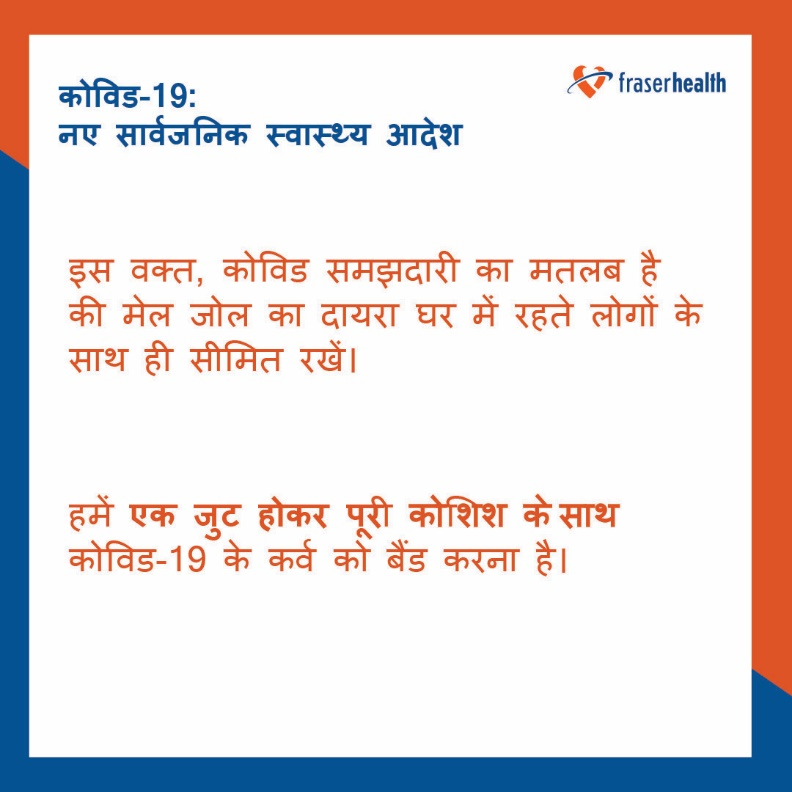 fraserhealth
कोविड-19:
नए सार्वजनिक स्वास्थ्य आदेश
इस वक्त, कोविड समझदारी का मतलब है
की मेल जोल का दायरा घर में रहते लोगों के
साथ ही सीमित रखें।
हमें एक जुट होकर पूरी कोशिश के साथ
कोविड-19 के कर्व को बैंड करना है।